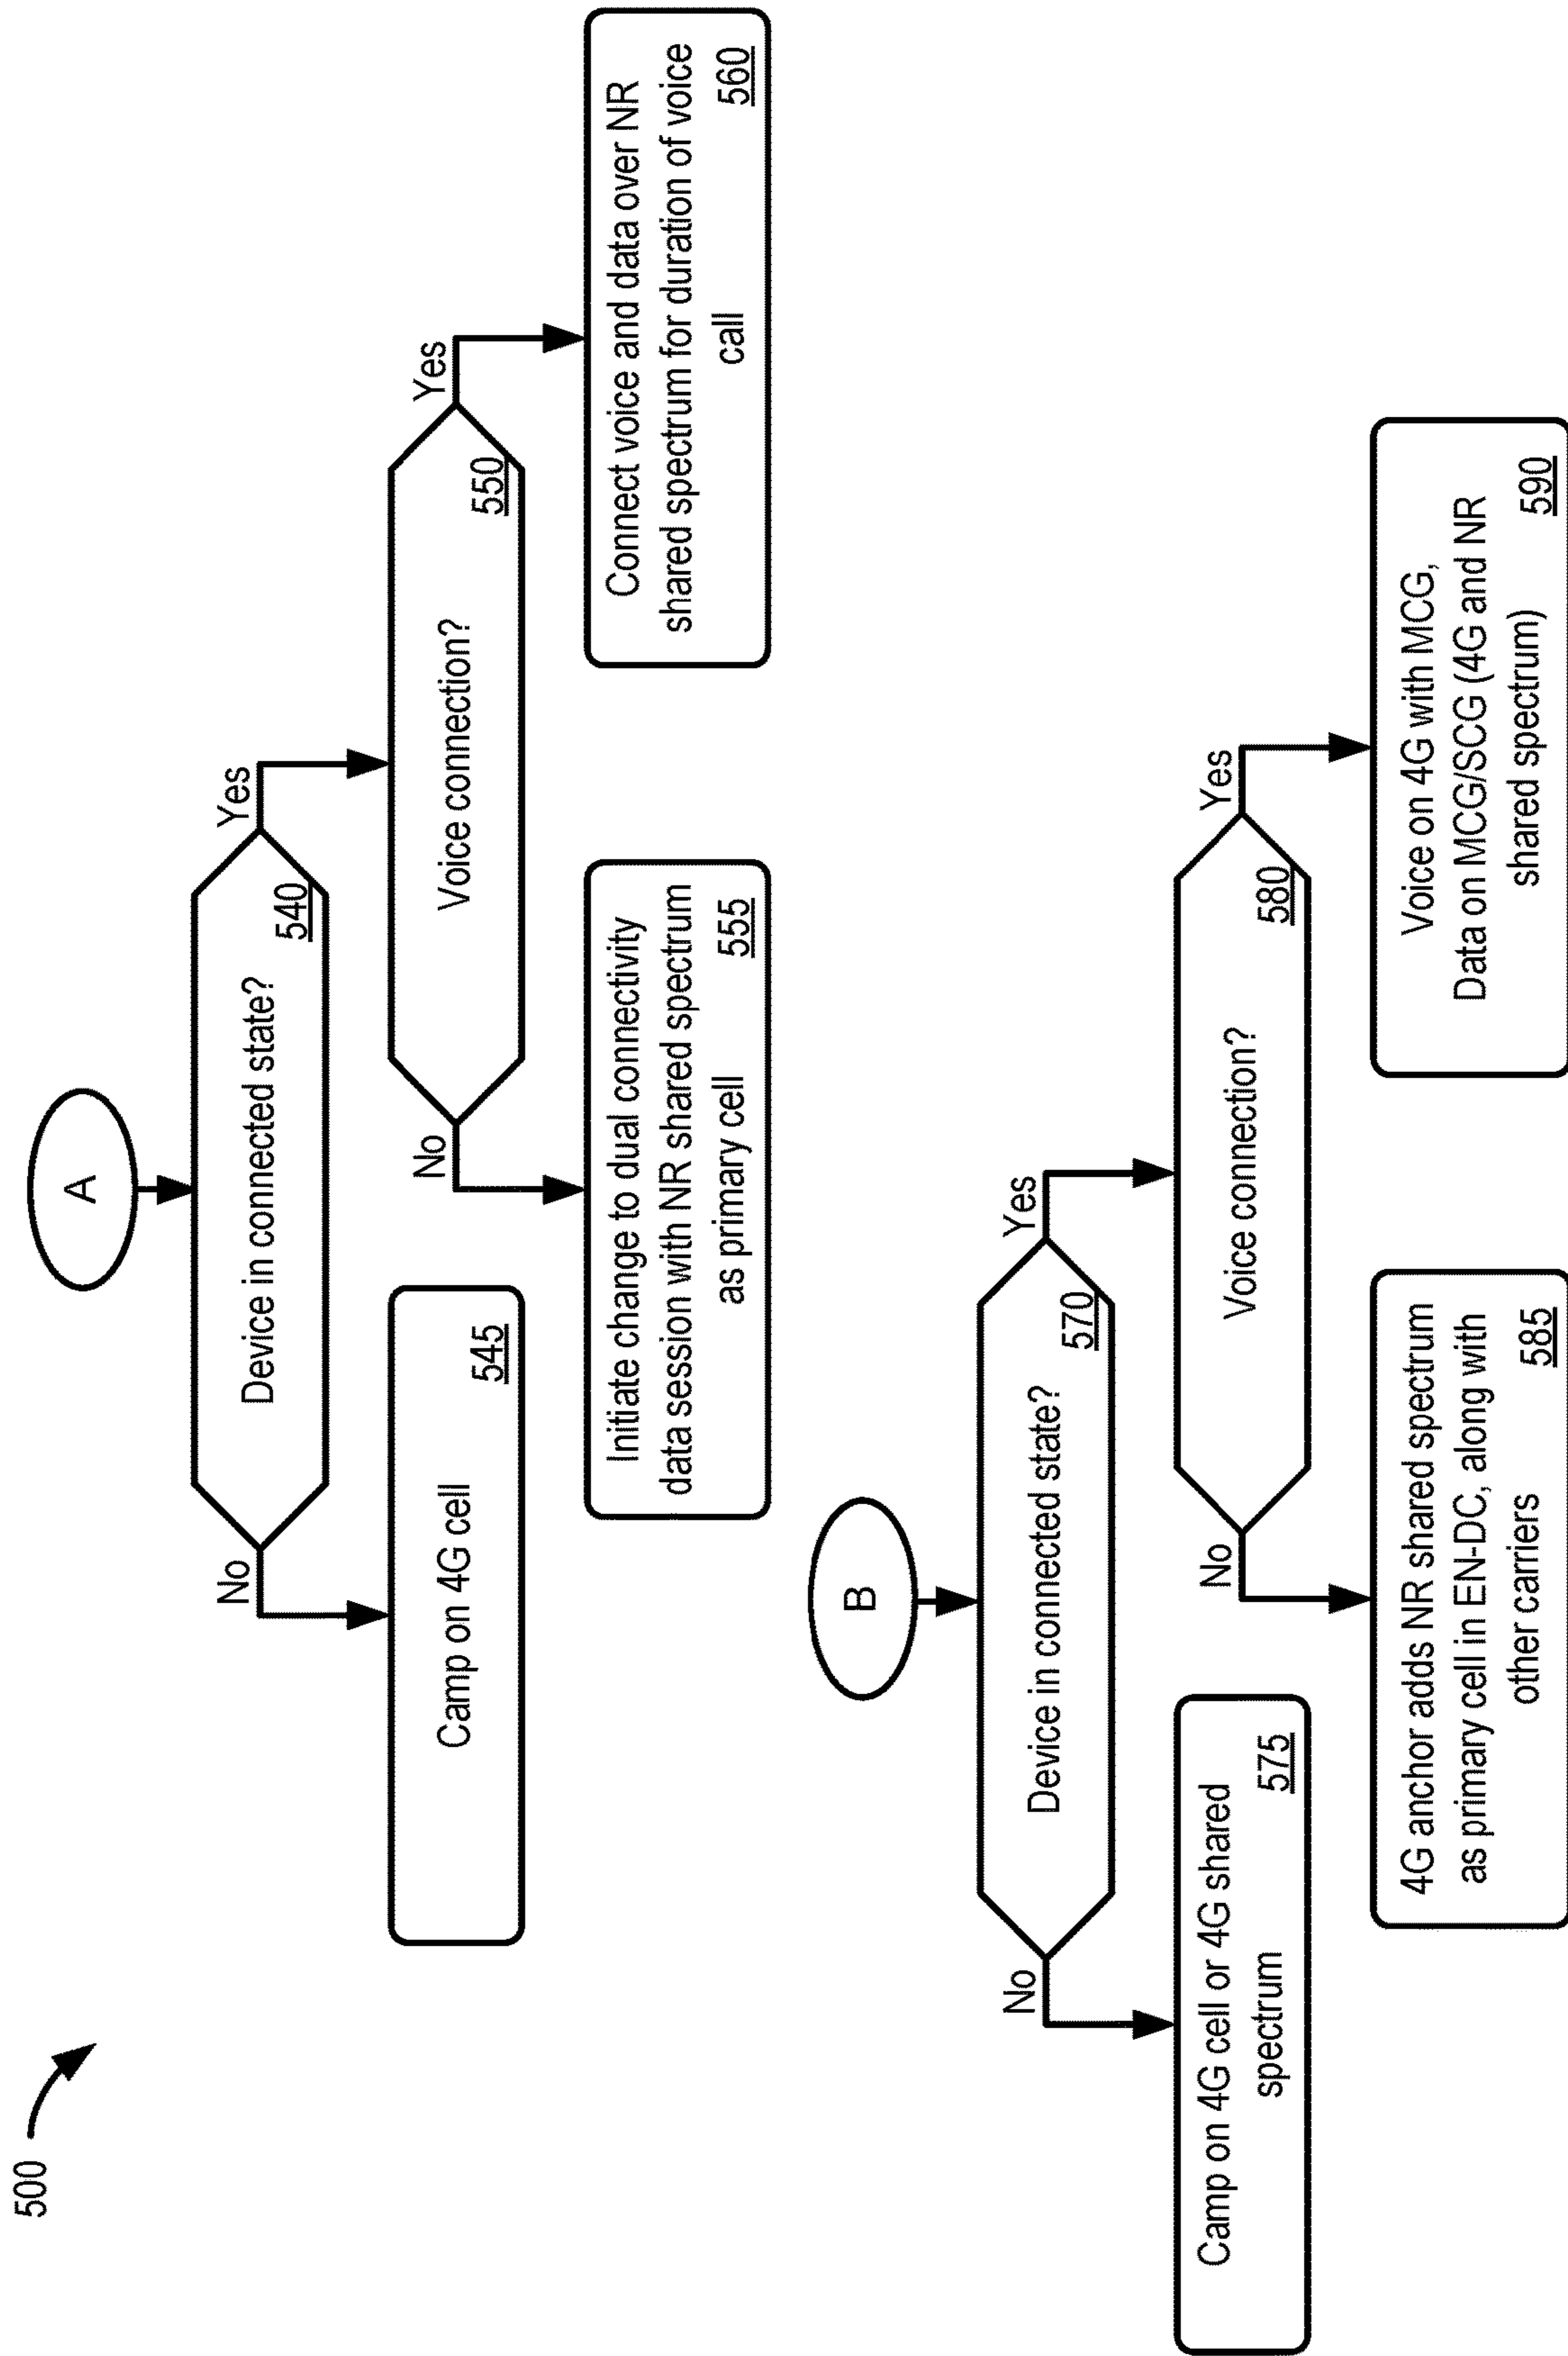 500
A
Device in connected state?
540
No
Yes
Camp on 4G cell
545
Voice connection?
550
No
Yes
Initiate change to dual connectivity
data session with NR shared spectrum
as primary cell
555
Connect voice and data over NR
shared spectrum for duration of voice
call
560
B
Device in connected state?
570
No
Yes
Camp on 4G cell or 4G shared
spectrum
575
Voice connection?
580
No
Yes
4G anchor adds NR shared spectrum
as primary cell in EN-DC, along with
other carriers
585
Voice on 4G with MCG,
Data on MCG/SCG (4G and NR
shared spectrum)
590